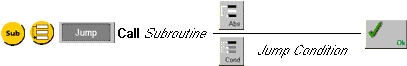 Sub Jump Call Subroutine
Abs
Cond Jump Condition
Ok